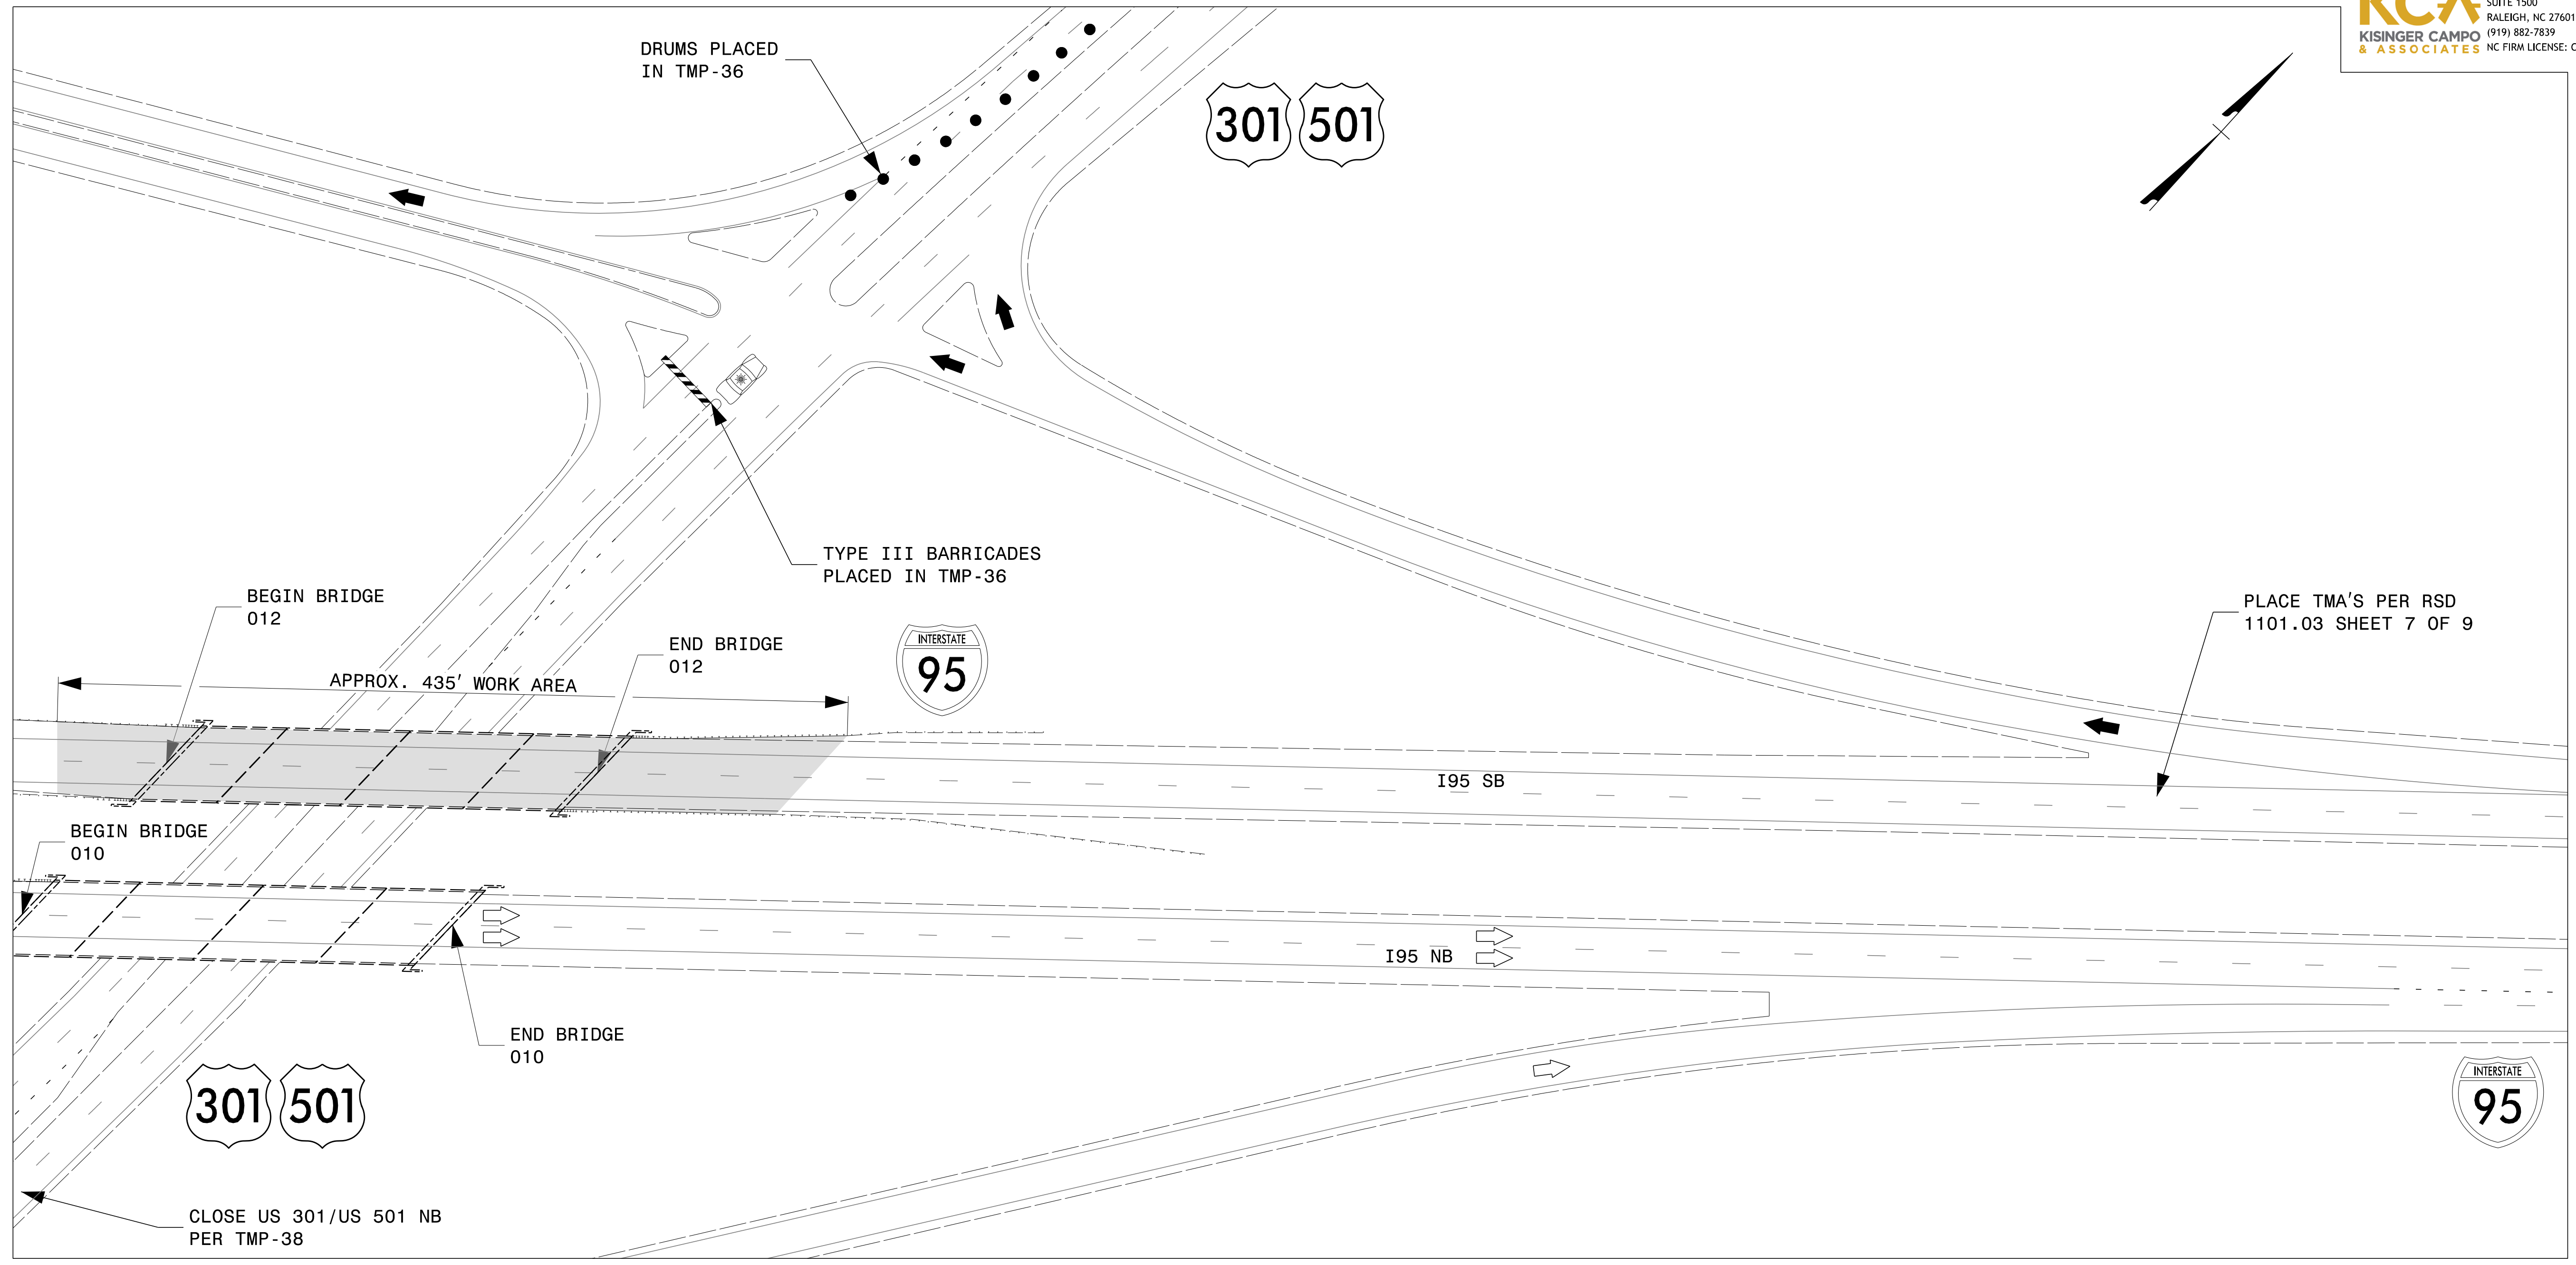 SUITE 1500
RALEIGH, NC 27601
(919) 882-7839
NC FIRM LICENSE: C
KCA
KISINGER CAMPO
& ASSOCIATES
DRUMS PLACED
IN TMP-36
301 501
TYPE III BARRICADES
PLACED IN TMP-36
BEGIN BRIDGE
012
PLACE TMA'S PER RSD
1101.03 SHEET 7 OF 9
END BRIDGE
012
INTERSTATE
95
APPROX. 435' WORK AREA
I95 SB
BEGIN BRIDGE
010
I95 NB
END BRIDGE
010
301 501
INTERSTATE
95
CLOSE US 301/US 501 NB
PER TMP-38